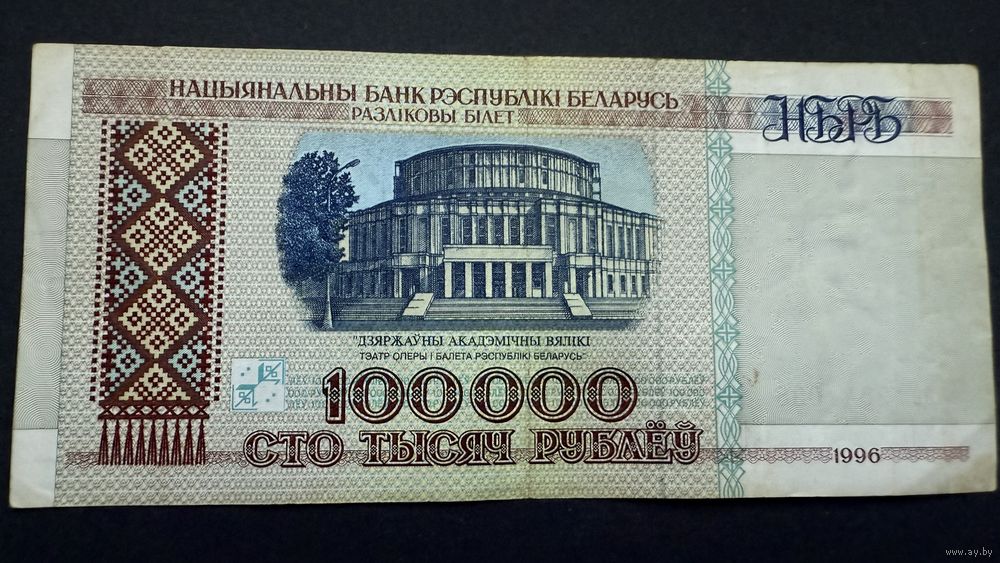 НАЦЫЯНАЛЬНЫ БАНК РЭСПУБЛІКІ БЕЛАРУСЬ
РАЗЛІКОВЫ БІЛЕТ
НБРБ
"ДЗЯРЖАЎНЫ АКАДЭМІЧНЫ ВЯЛІКІ
ТЭАТР ОПЕРЫ І БАЛЕТА РЭСПУБЛІКІ БЕЛАРУСЬ"
100000
СТО ТЫСЯЧ РУБЛЁЎ
1996
www.ay.by